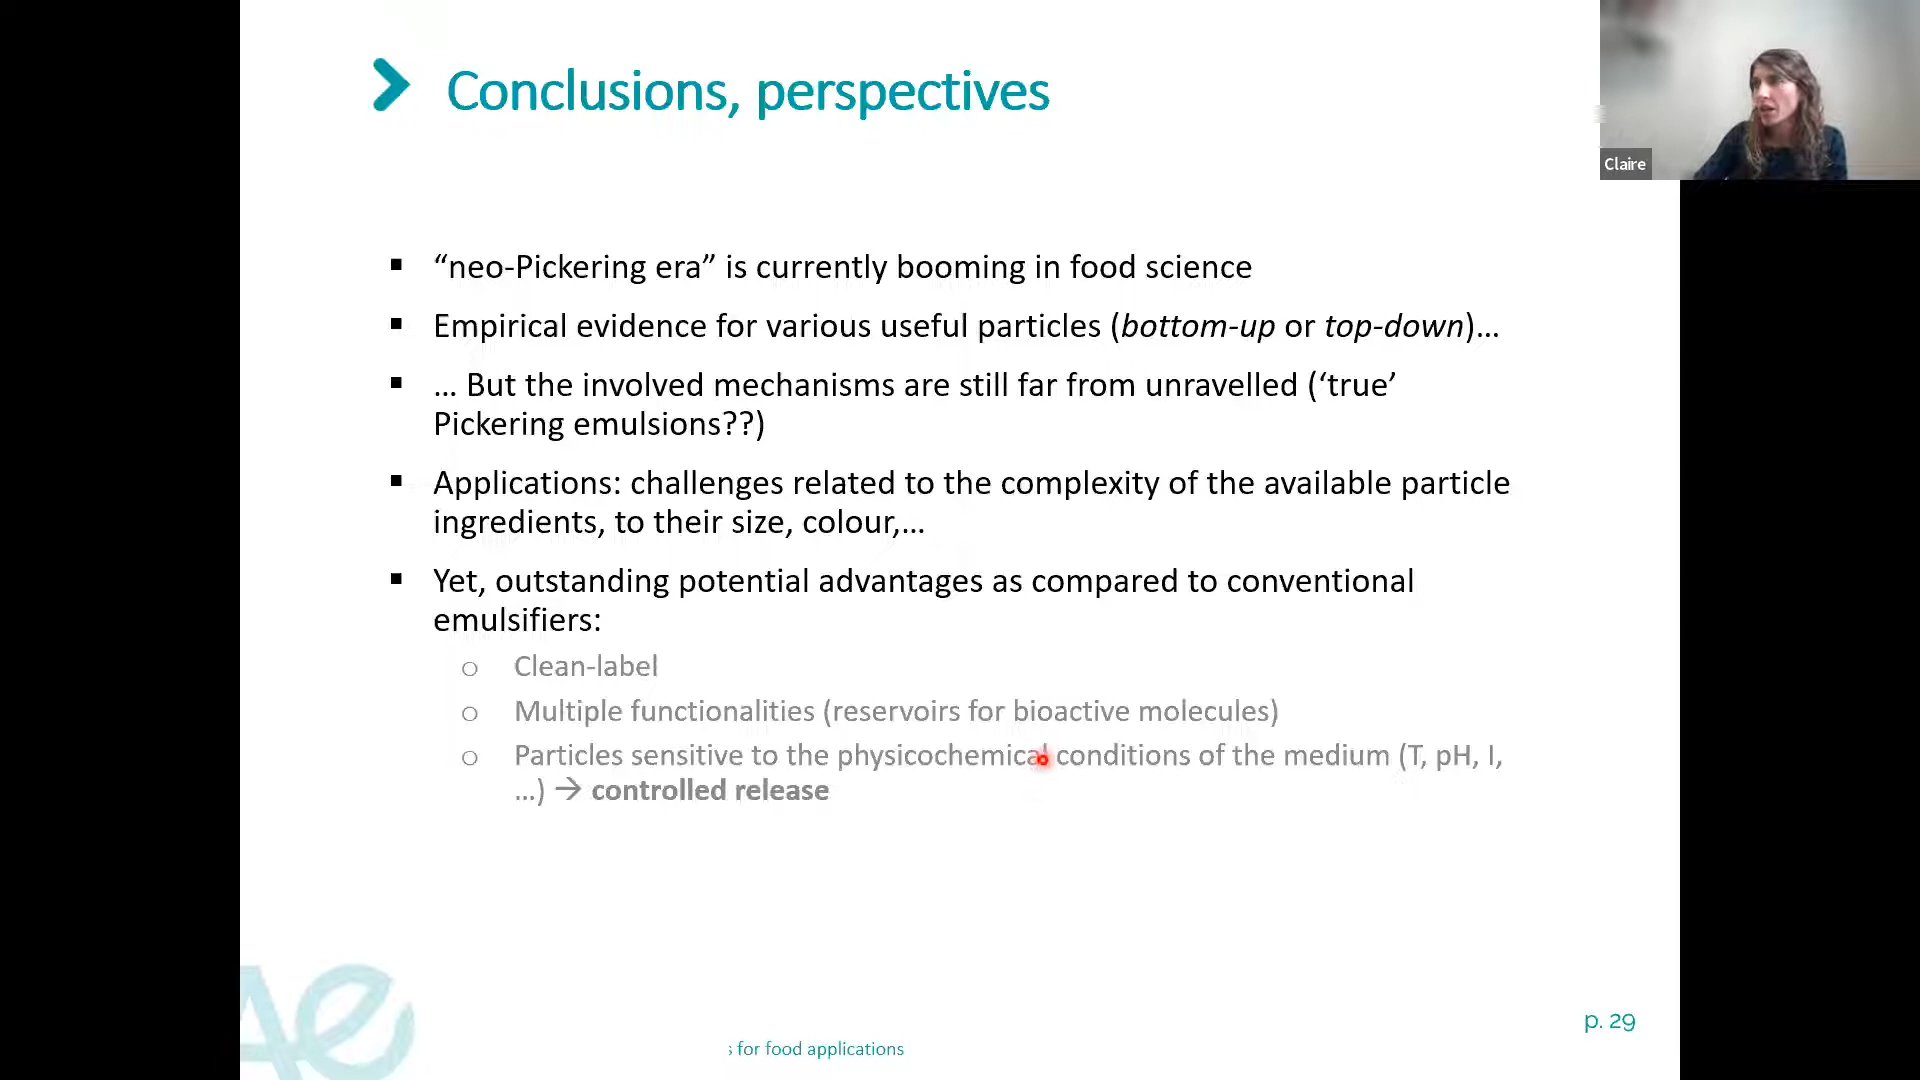 Conclusions, perspectives
Claire
“neo-Pickering era” is currently booming in food science
Empirical evidence for various useful particles (bottom-up or top-down)…
… But the involved mechanisms are still far from unravelled (‘true’
Pickering emulsions??)
Applications: challenges related to the complexity of the available particle
ingredients, to their size, colour,…
Yet, outstanding potential advantages as compared to conventional
emulsifiers:
Clean-label
Multiple functionalities (reservoirs for bioactive molecules)
Particles sensitive to the physicochemical conditions of the medium (T, pH, I,
…) → controlled release
p. 29
s for food applications